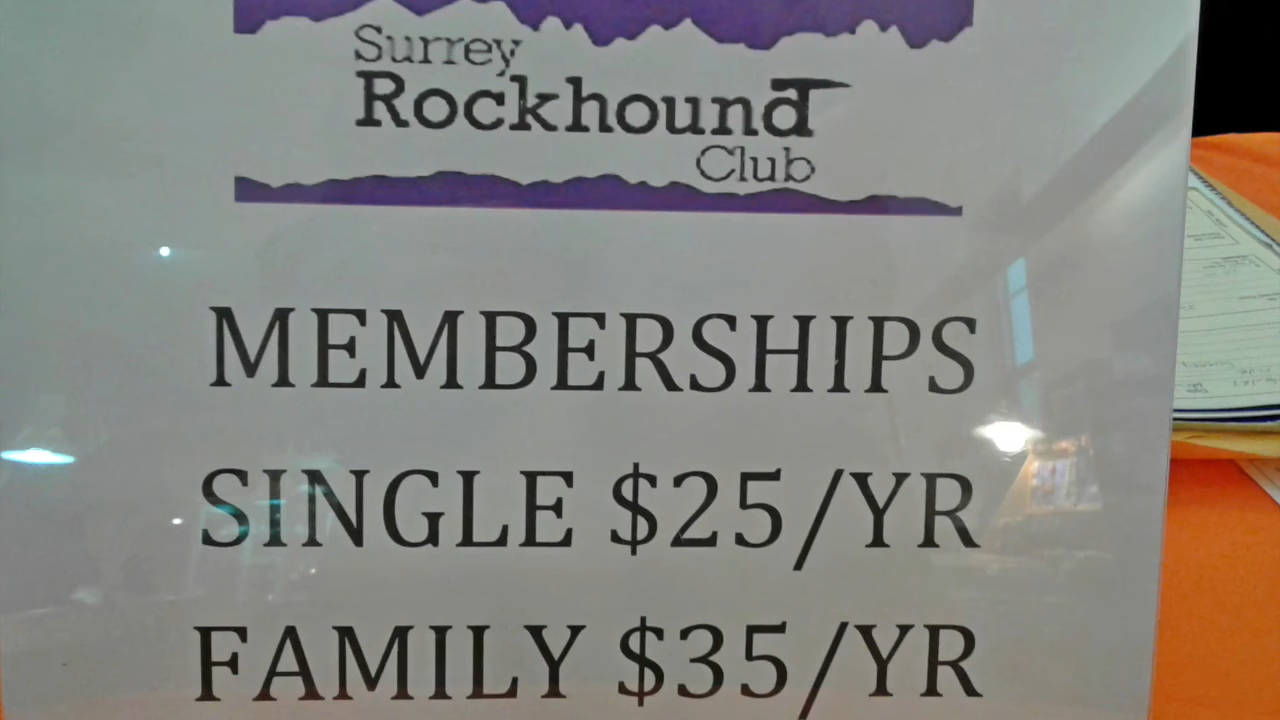 Surrey
Rockhound
Club
MEMBERSHIPS
SINGLE $25/YR
FAMILY $35/YR